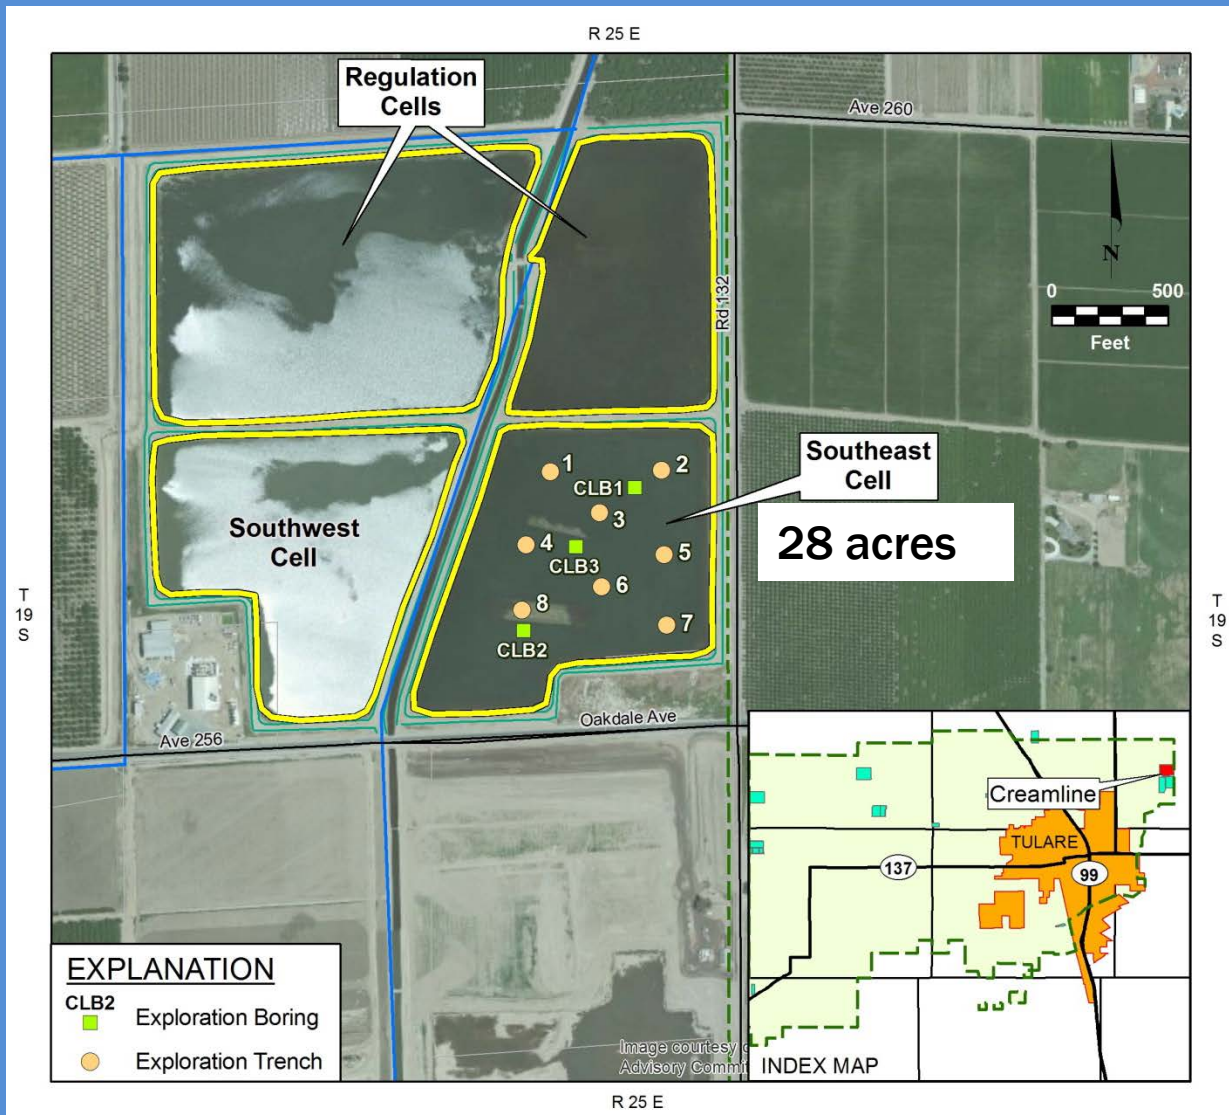 R 25 E
Regulation
Cells
Ave 260
N
0 500
Feet
Rd 132
Southeast
Cell
28 acres
1
2
CLB1
3
4
CLB3
5
6
8
7
CLB2
Southwest
Cell
T
19
S
T
19
S
Oakdale Ave
Ave 256
Creamline
TULARE
137
99
INDEX MAP
EXPLANATION
CLB2
Exploration Boring
Exploration Trench
Image courtesy
Advisory
R 25 E